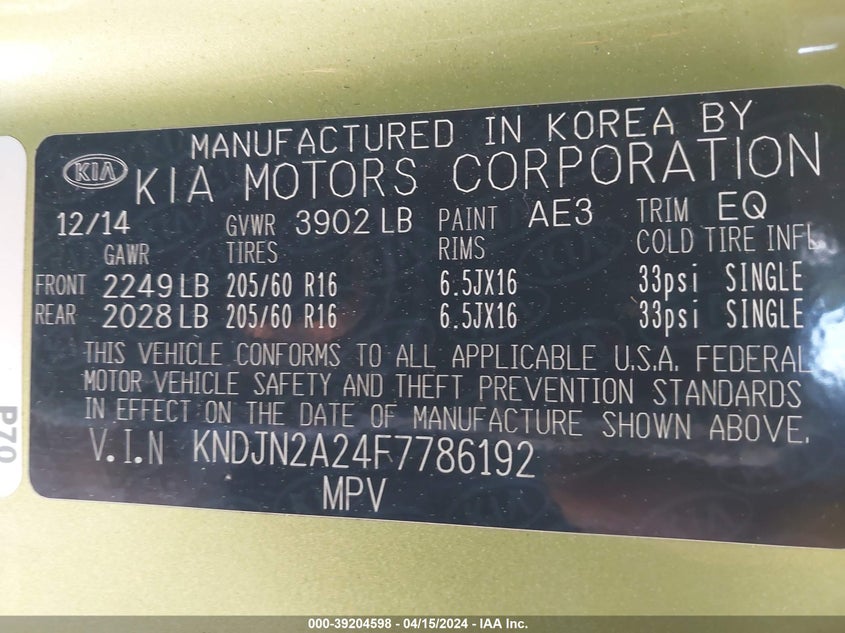 MANUFACTURED IN KOREA BY
KIA KIA MOTORS CORPORATION
12/14 GVWR 3902 LB PAINT AE3 TRIM EQ
GAWR TIRES RIMS COLD TIRE INFL
FRONT 2249 LB 205/60 R16 6.5JX16 33psi SINGLE
REAR 2028 LB 205/60 R16 6.5JX16 33psi SINGLE
THIS VEHICLE CONFORMS TO ALL APPLICABLE U.S.A. FEDERAL
MOTOR VEHICLE SAFETY AND THEFT PREVENTION STANDARDS
IN EFFECT ON THE DATE OF MANUFACTURE SHOWN ABOVE.
V.I.N KNDJN2A24F7786192
MPV
P70
000-39204598 - 04/15/2024 - IAA Inc.